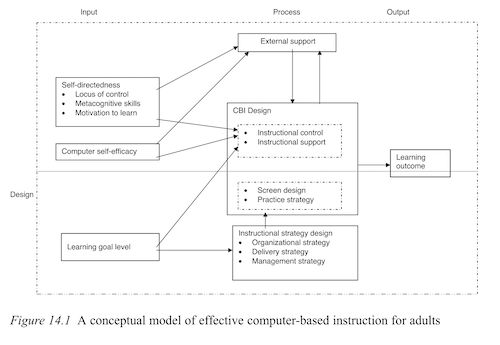 Input
Process
Output
External support
Self-directedness
• Locus of control
• Metacognitive skills
• Motivation to learn
CBI Design
• Instructional control
• Instructional support
Computer self-efficacy
Learning
outcome
Design
• Screen design
• Practice strategy
Learning goal level
Instructional strategy design
• Organizational strategy
• Delivery strategy
• Management strategy
Figure 14.1 A conceptual model of effective computer-based instruction for adults